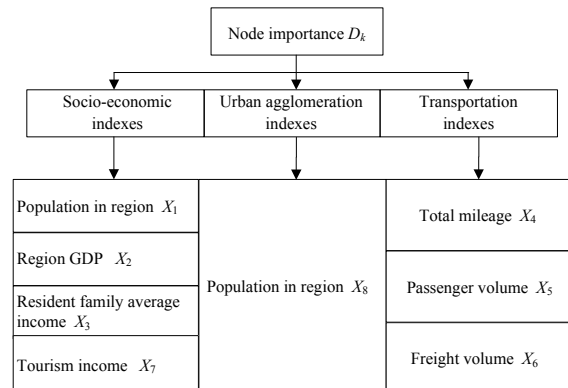 Node importance D_k
Socio-economic
indexes
Urban agglomeration
indexes
Transportation
indexes
Population in region X_1
Region GDP X_2
Resident family average
income X_3
Tourism income X_7
Population in region X_8
Total mileage X_4
Passenger volume X_5
Freight volume X_6